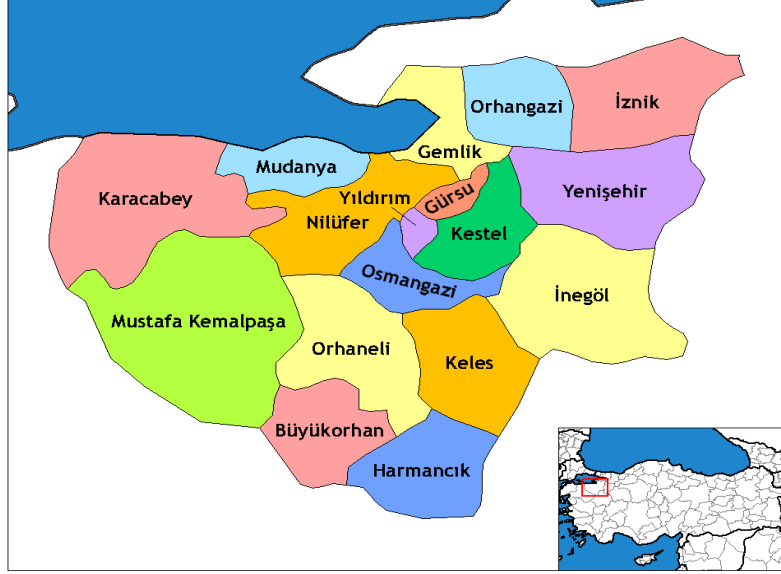 Orhangazi
İznik
Gemlik
Mudanya
Yenişehir
Karacabey
Yıldırım
Gürsu
Nilüfer
Kestel
Osmangazi
İnegöl
Mustafa Kemalpaşa
Orhaneli
Keles
Büyükorhan
Harmancık